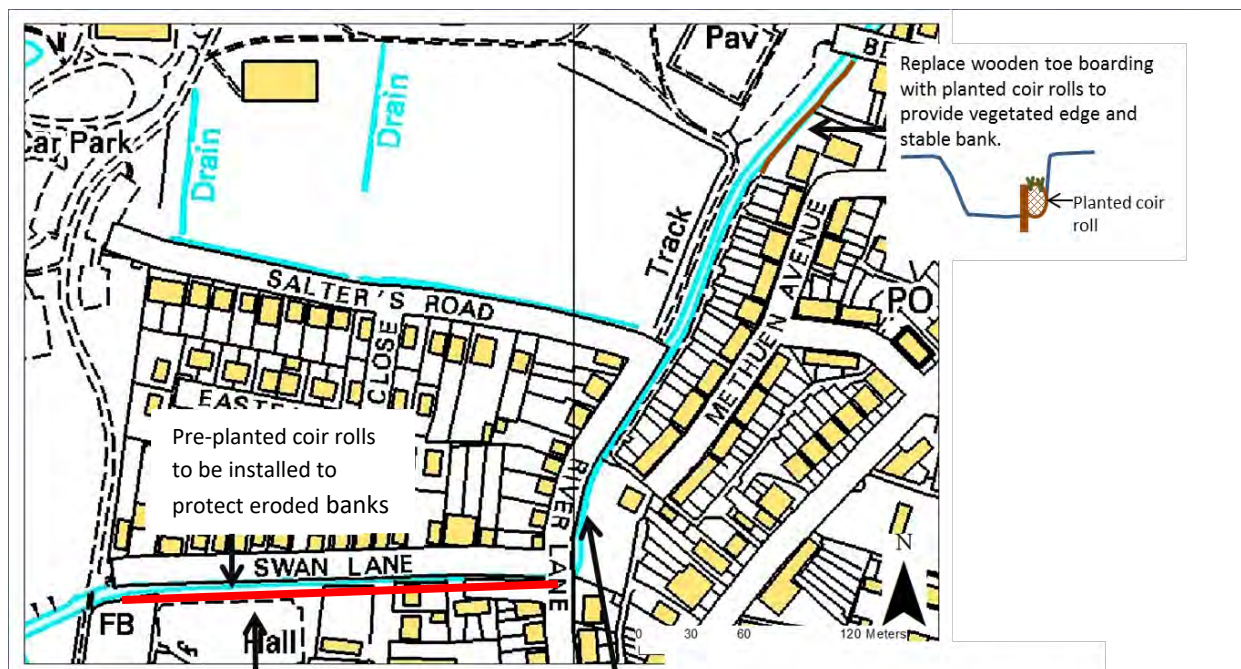 Pav
BE
Replace wooden toe boarding
with planted coir rolls to
provide vegetated edge and
stable bank.
Planted coir
roll
Car Park
Drain
Drain
Track
SALTER'S ROAD
CLOSE
METHUEN AVENUE
PO
Pre-planted coir rolls
to be installed to
protect eroded banks
RIVER LANE
SWAN LANE
FB
Hall
N
0 30 60 120 Meters